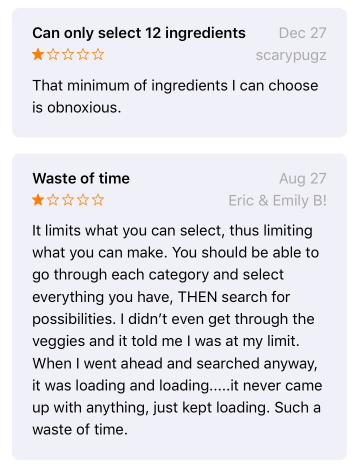 Can only select 12 ingredients Dec 27
scarypugz
That minimum of ingredients I can choose
is obnoxious.
Waste of time Aug 27
Eric & Emily B!
It limits what you can select, thus limiting
what you can make. You should be able to
go through each category and select
everything you have, THEN search for
possibilities. I didn’t even get through the
veggies and it told me I was at my limit.
When I went ahead and searched anyway,
it was loading and loading.....it never came
up with anything, just kept loading. Such a
waste of time.